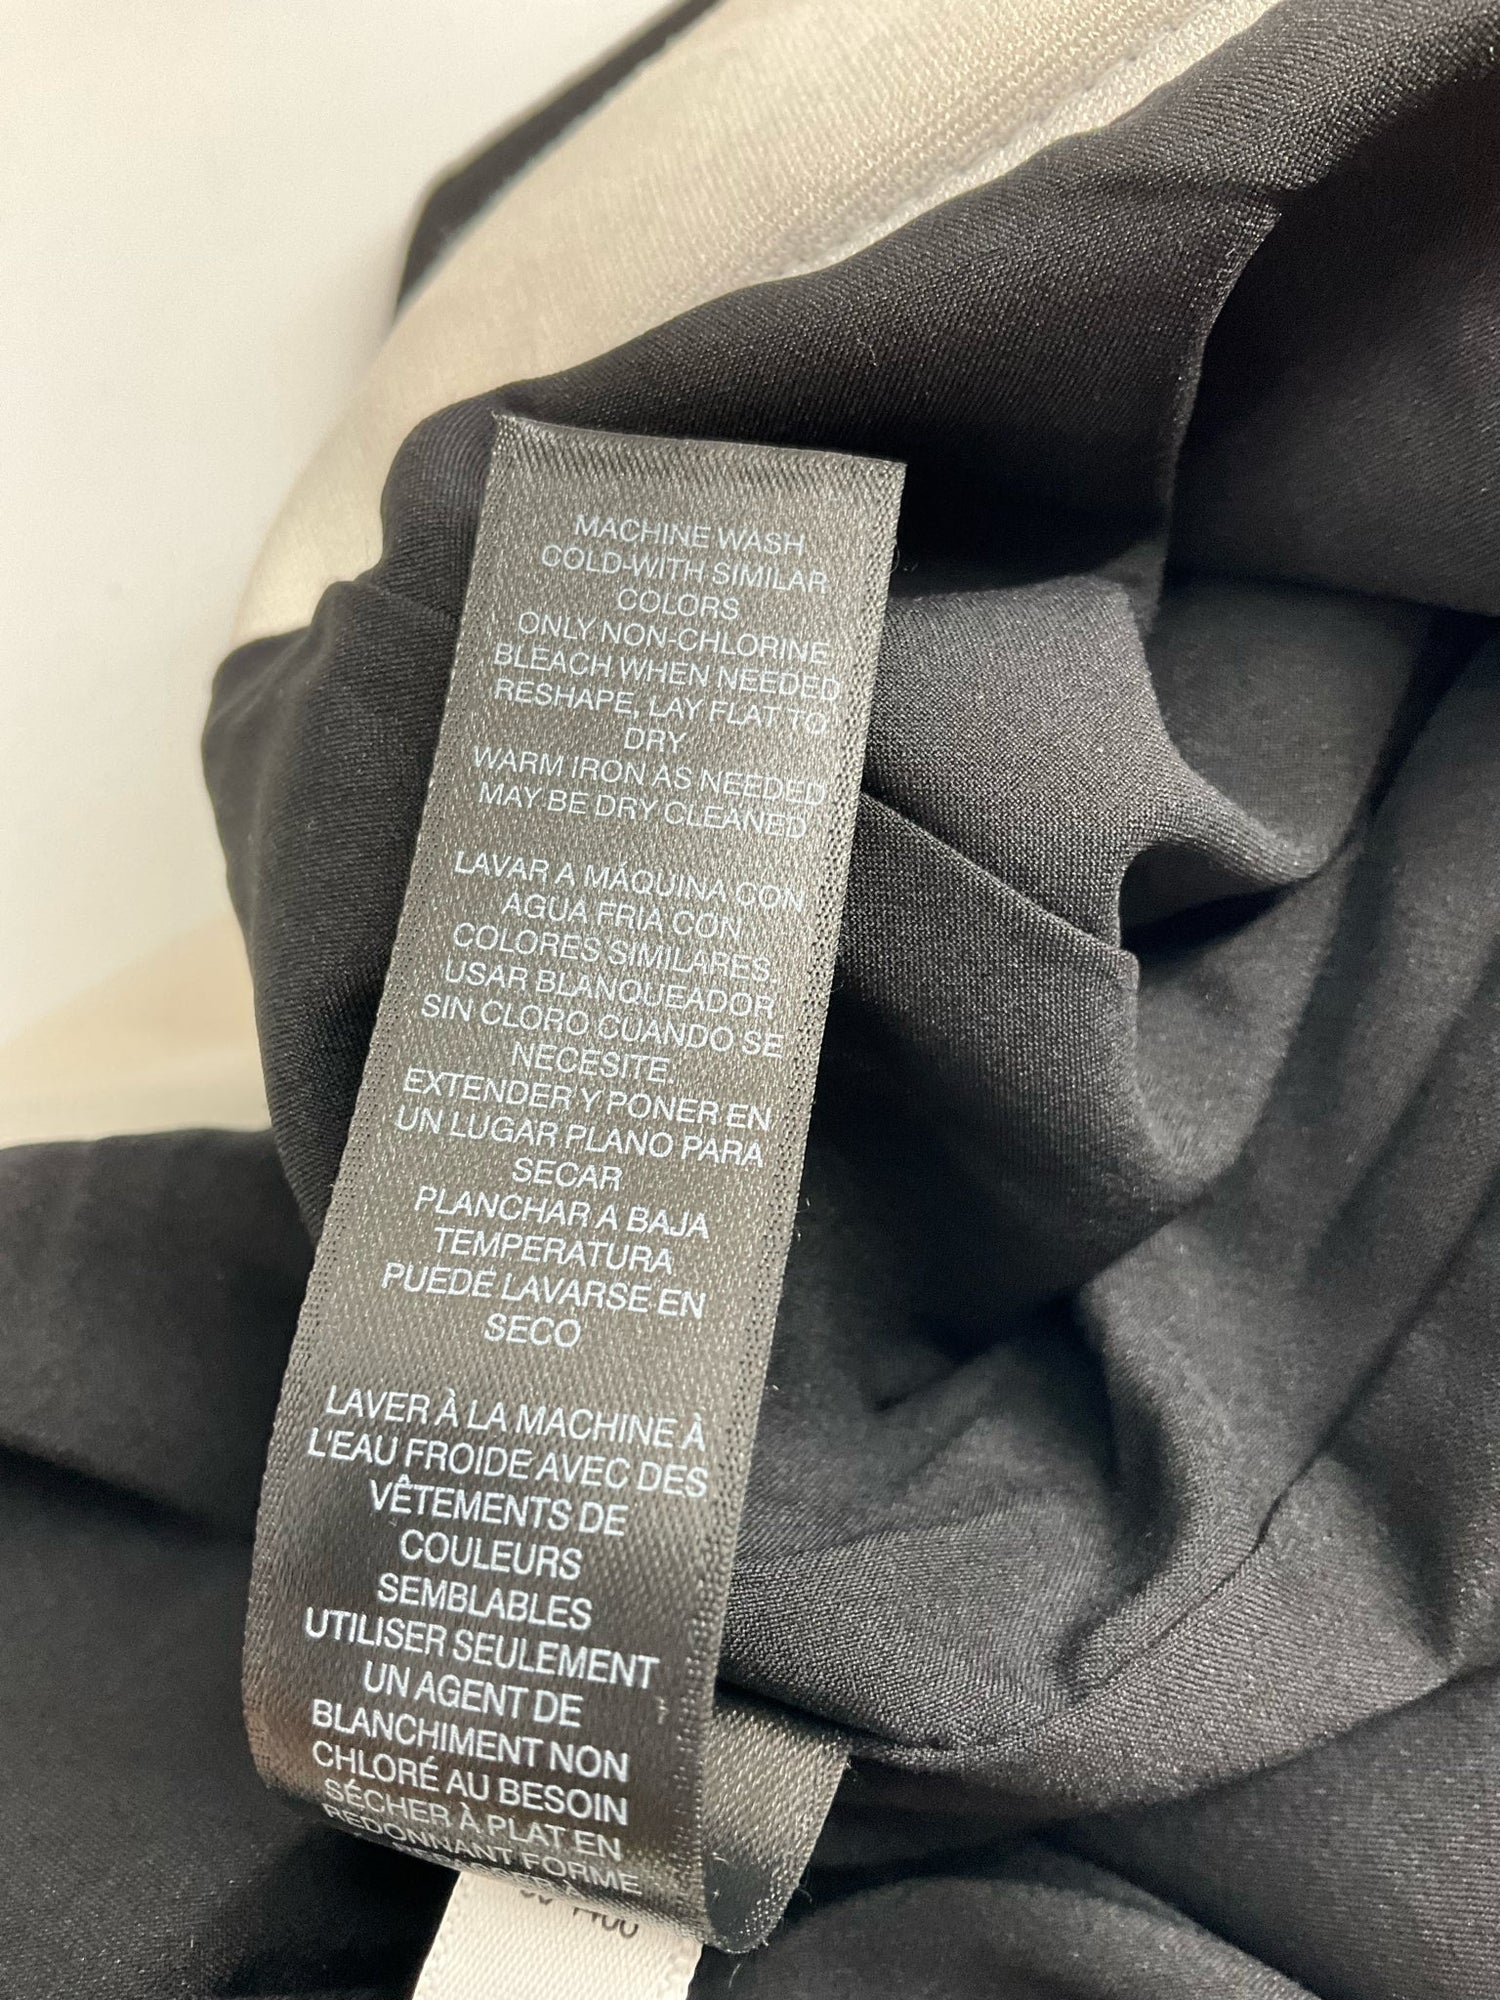 MACHINE WASH
COLD-WITH SIMILAR
COLORS
ONLY NON-CHLORINE
BLEACH WHEN NEEDED
RESHAPE, LAY FLAT TO
DRY
WARM IRON AS NEEDED
MAY BE DRY CLEANED
LAVAR A MÁQUINA CON
AGUA FRIA CON
COLORES SIMILARES
USAR BLANQUEADOR
SIN CLORO CUANDO SE
NECESITE.
EXTENDER Y PONER EN
UN LUGAR PLANO PARA
SECAR
PLANCHAR A BAJA
TEMPERATURA
PUEDE LAVARSE EN
SECO
LAVER À LA MACHINE À
L'EAU FROIDE AVEC DES
VÊTEMENTS DE
COULEURS
SEMBLABLES
UTILISER SEULEMENT
UN AGENT DE
BLANCHIMENT NON
CHLORÉ AU BESOIN
SÉCHER À PLAT EN
REDONNANT FORME